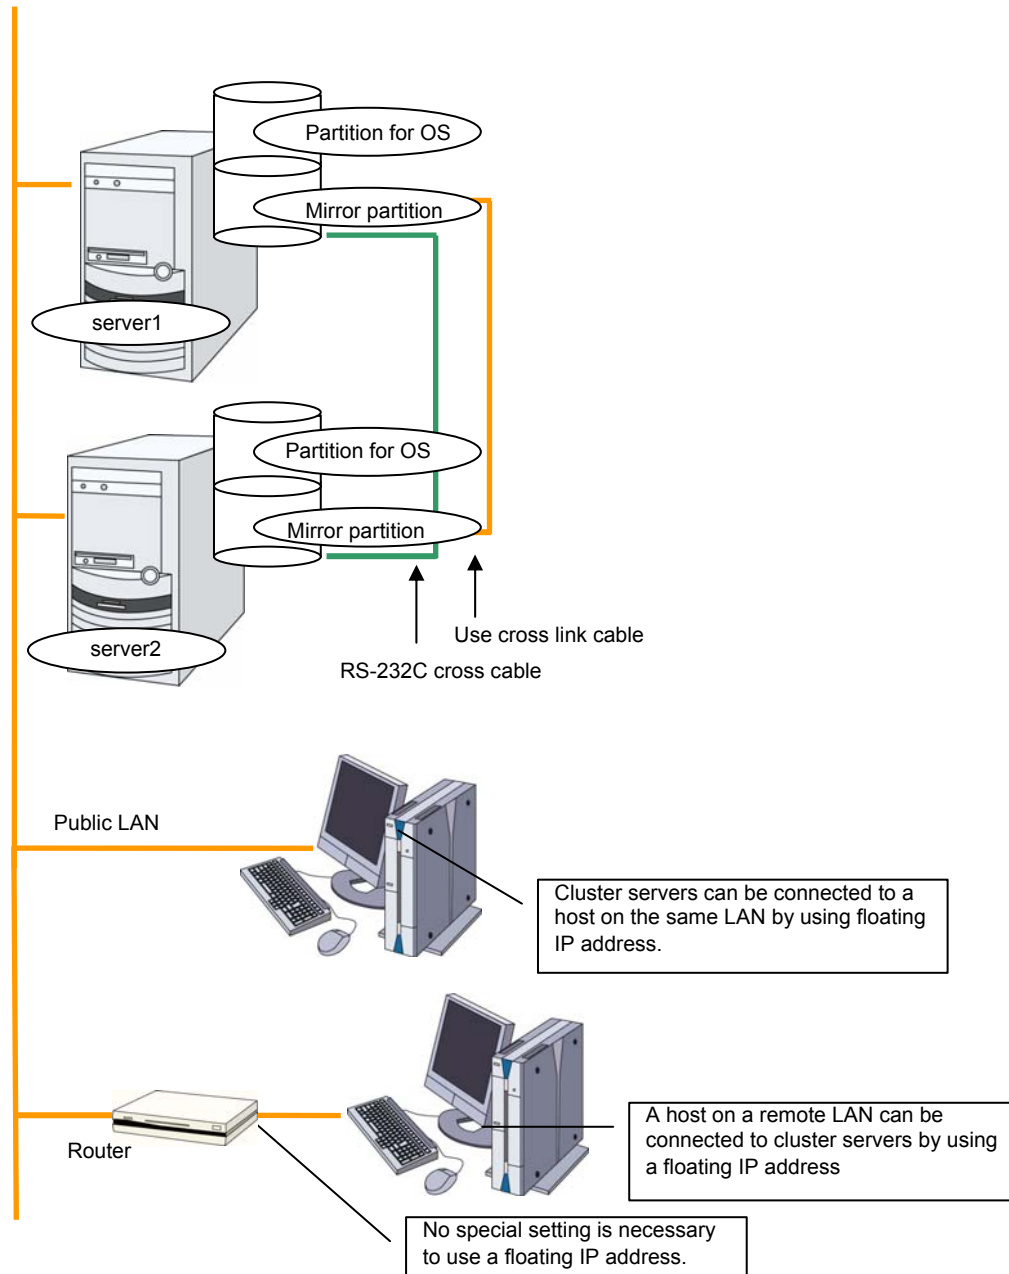 Partition for OS
Mirror partition
server1
Partition for OS
Mirror partition
server2
Use cross link cable
RS-232C cross cable
Public LAN
Cluster servers can be connected to a
host on the same LAN by using floating
IP address.
Router
A host on a remote LAN can be
connected to cluster servers by using
a floating IP address
No special setting is necessary
to use a floating IP address.